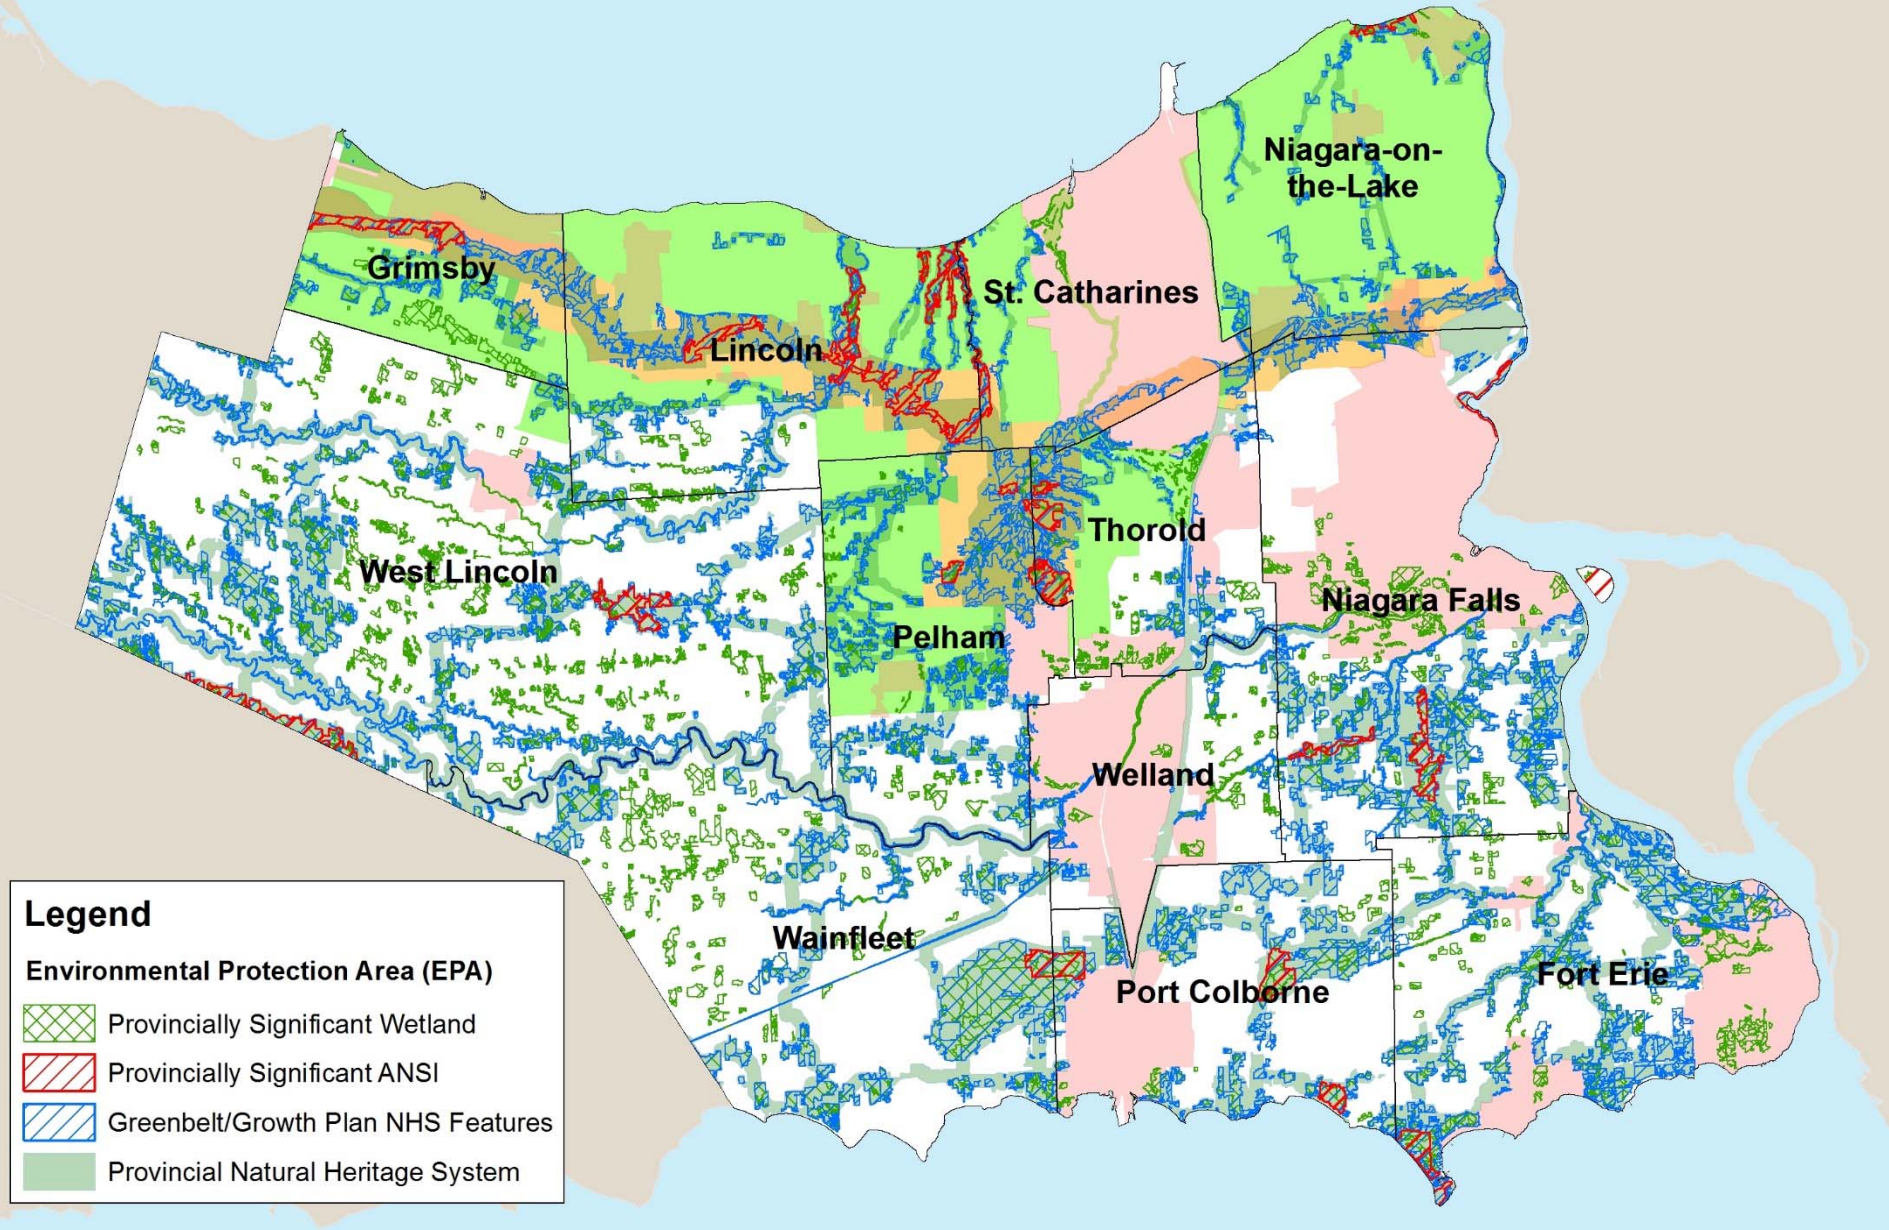 Niagara-on-
the-Lake
Grimsby
St. Catharines
Lincoln
Thorold
West Lincoln
Niagara Falls
Pelham
Welland
Wainfleet
Port Colborne
Fort Erie
Legend
Environmental Protection Area (EPA)
Provincially Significant Wetland
Provincially Significant ANSI
Greenbelt/Growth Plan NHS Features
Provincial Natural Heritage System